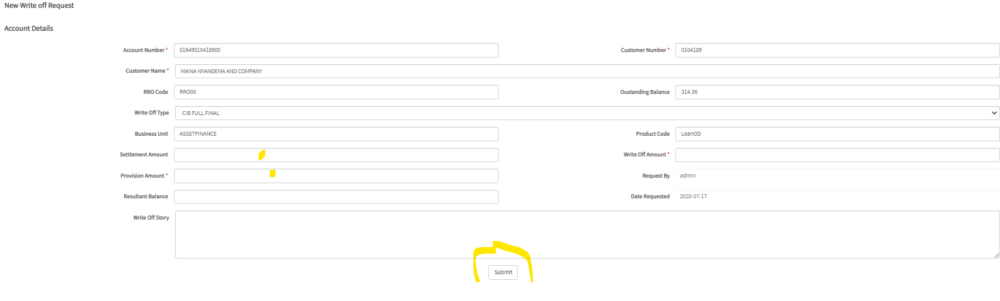 New Write off Request
Account Details
Account Number * 01649010418900 Customer Number * 0104189
Customer Name * MAINA NYANGEMA AND COMPANY
RRO Code RRO00 Oustanding Balance 314.36
Write Off Type CIB FULL FINAL
Business Unit ASSETFINANCE Product Code LoanOD
Settlement Amount Write Off Amount *
Provision Amount * Request By admin
Resultant Balance Date Requested 2020-07-17
Write Off Story
Submit